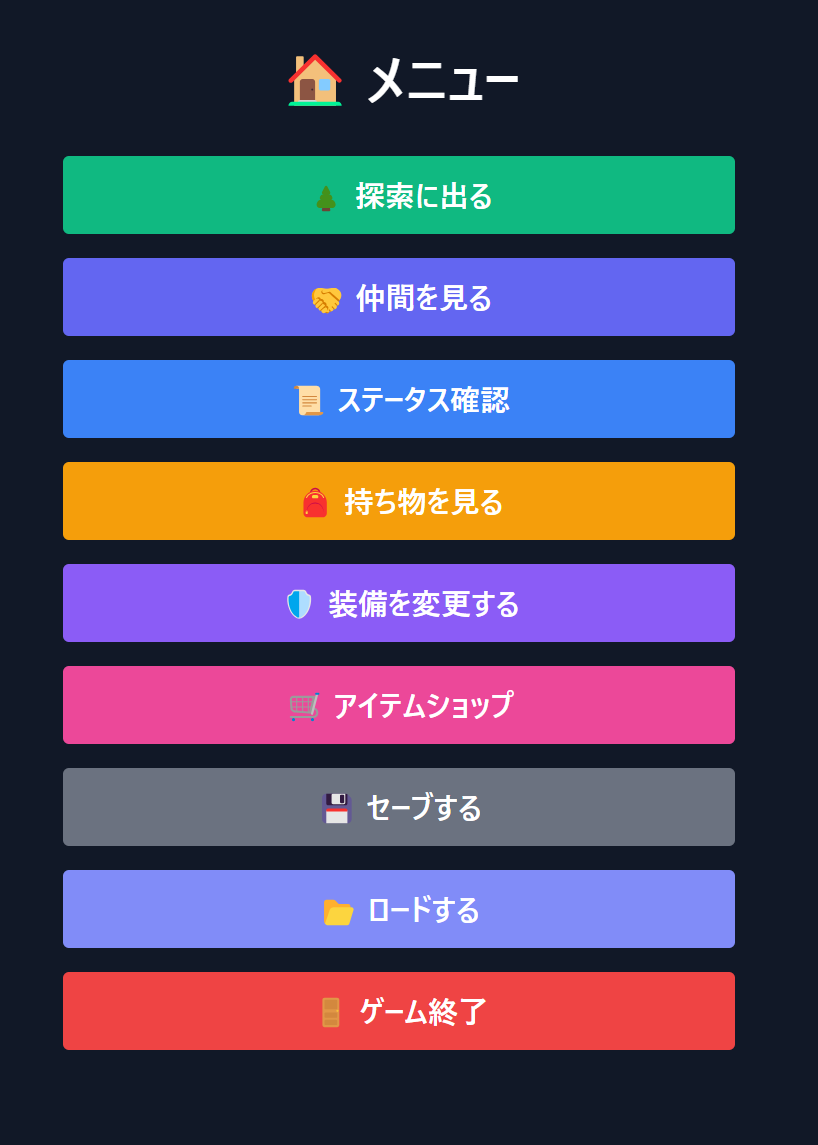 メニュー
探索に出る
仲間を見る
ステータス確認
持ち物を見る
装備を変更する
アイテムショップ
セーブする
ロードする
ゲーム終了